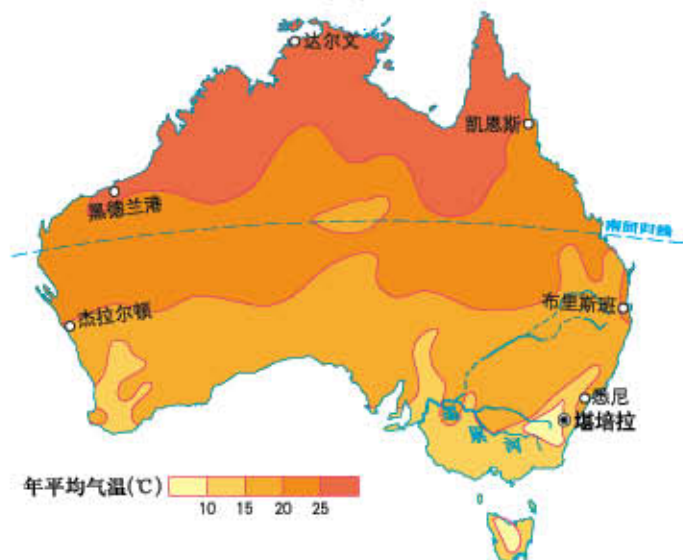 达尔文
凯恩斯
黑德兰港
南回归线
杰拉尔顿
布里斯班
悉尼
堪培拉
墨
累
河
年平均气温(℃)
10 15 20 25